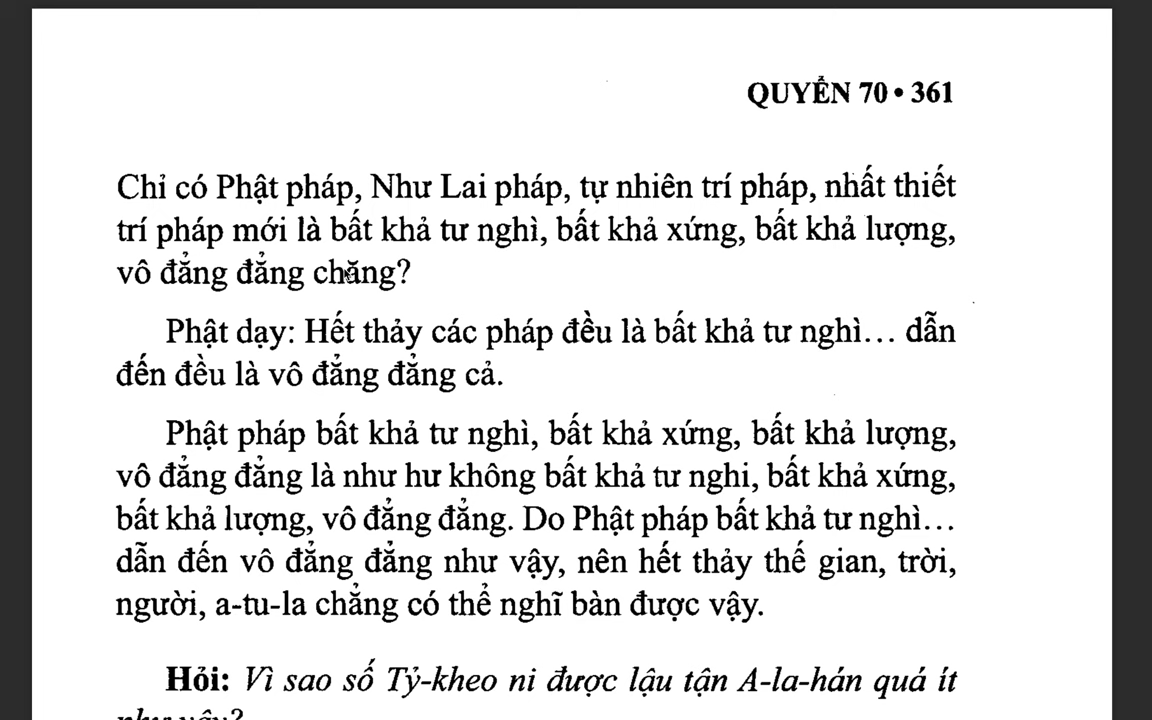 QUYỂN 70 • 361
Chỉ có Phật pháp, Như Lai pháp, tự nhiên trí pháp, nhất thiết
trí pháp mới là bất khả tư nghì, bất khả xứng, bất khả lượng,
vô đẳng đẳng chăng?
Phật dạy: Hết thảy các pháp đều là bất khả tư nghì... dẫn
đến đều là vô đẳng đẳng cả.
Phật pháp bất khả tư nghì, bất khả xứng, bất khả lượng,
vô đẳng đẳng là như hư không bất khả tư nghi, bất khả xứng,
bất khả lượng, vô đẳng đẳng. Do Phật pháp bất khả tư nghì...
dẫn đến vô đẳng đẳng như vậy, nên hết thảy thế gian, trời,
người, a-tu-la chẳng có thể nghĩ bàn được vậy.
Hỏi: Vì sao số Tỷ-kheo ni được lậu tận A-la-hán quá ít
như vậy?